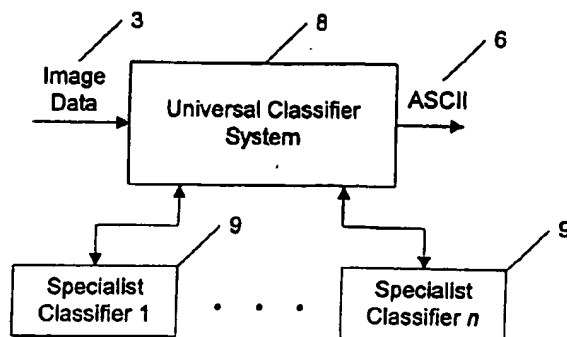 3
8
6
Image
Data
Universal Classifier
System
ASCII
9
9
Specialist
Classifier 1
. . .
Specialist
Classifier n